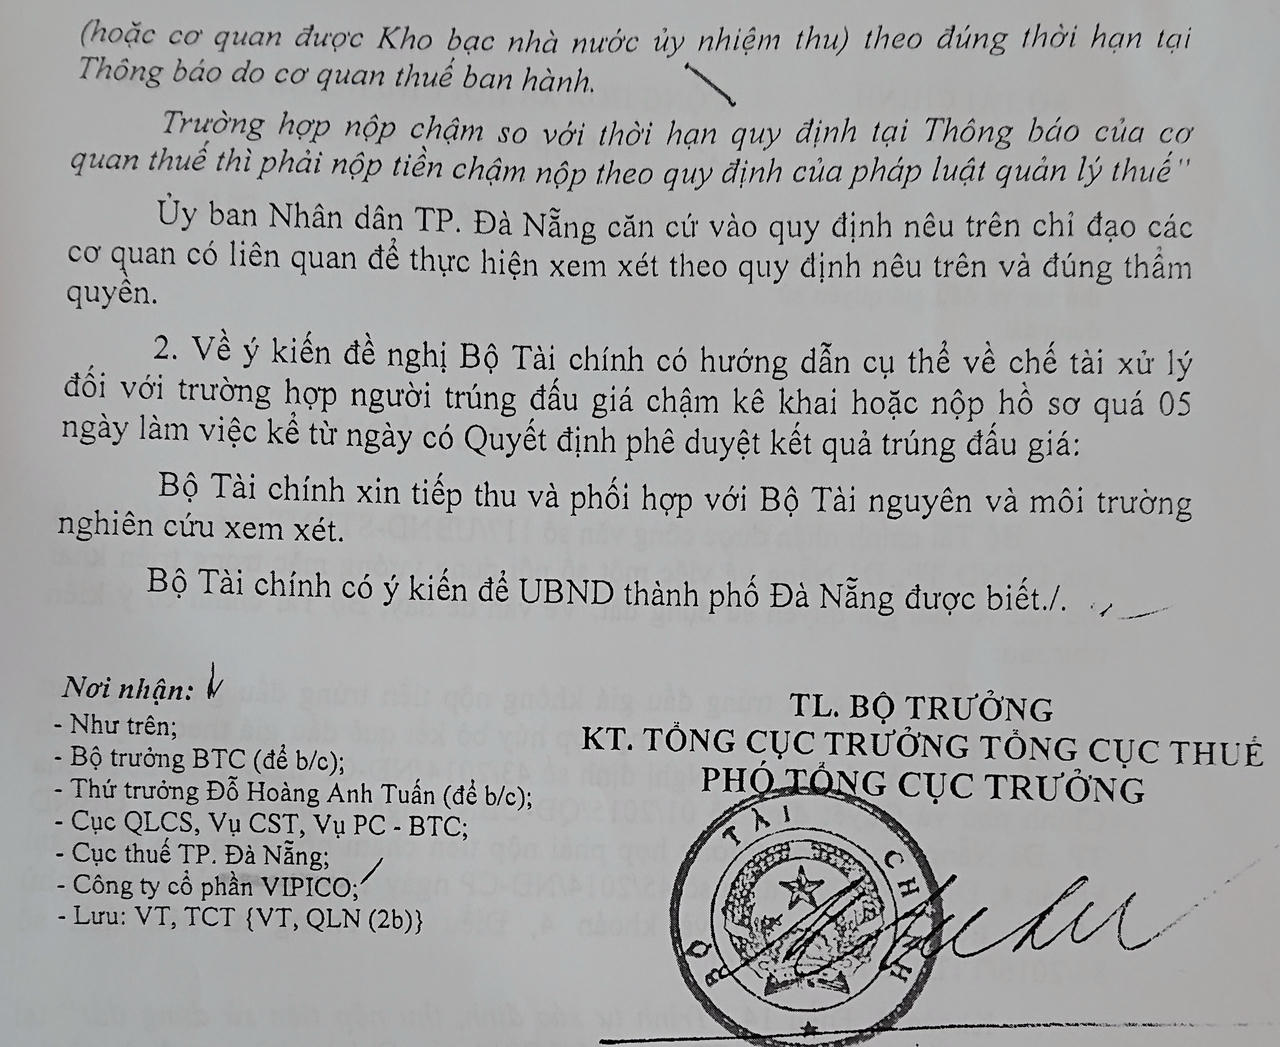 (hoặc cơ quan được Kho bạc nhà nước ủy nhiệm thu) theo đúng thời hạn tại
Thông báo do cơ quan thuế ban hành.
Trường hợp nộp chậm so với thời hạn quy định tại Thông báo của cơ
quan thuế thì phải nộp tiền chậm nộp theo quy định của pháp luật quản lý thuế"
Ủy ban Nhân dân TP. Đà Nẵng căn cứ vào quy định nêu trên chỉ đạo các
cơ quan có liên quan để thực hiện xem xét theo quy định nêu trên và đúng thẩm
quyền.
2. Về ý kiến đề nghị Bộ Tài chính có hướng dẫn cụ thể về chế tài xử lý
đối với trường hợp người trúng đấu giá chậm kê khai hoặc nộp hồ sơ quá 05
ngày làm việc kể từ ngày có Quyết định phê duyệt kết quả trúng đấu giá:
Bộ Tài chính xin tiếp thu và phối hợp với Bộ Tài nguyên và môi trường
nghiên cứu xem xét.
Bộ Tài chính có ý kiến để UBND thành phố Đà Nẵng được biết./.
Nơi nhận:
- Như trên;
- Bộ trưởng BTC (để b/c);
- Thứ trưởng Đỗ Hoàng Anh Tuấn (để b/c);
- Cục QLCS, Vụ CST, Vụ PC - BTC;
- Cục thuế TP. Đà Nẵng;
- Công ty cổ phần VIPICO;
- Lưu: VT, TCT {VT, QLN (2b)}
TL. BỘ TRƯỞNG
KT. TỔNG CỤC TRƯỞNG TỔNG CỤC THUẾ
PHÓ TỔNG CỤC TRƯỞNG
BỘ TÀI CHÍNH